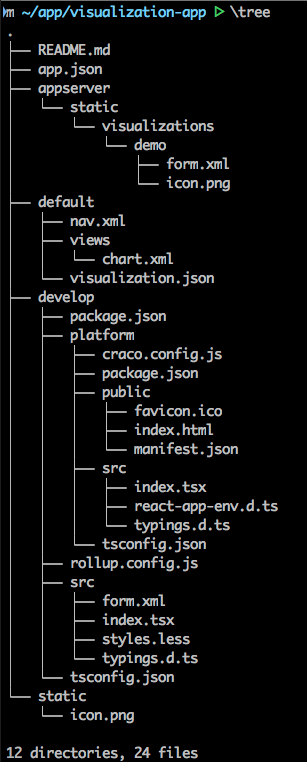 m ~/app/visualization-app ▷ \tree
.
├── README.md
├── app.json
├── appserver
│   └── static
│       └── visualizations
│           └── demo
│               ├── form.xml
│               └── icon.png
├── default
│   ├── nav.xml
│   ├── views
│   │   └── chart.xml
│   └── visualization.json
├── develop
│   ├── package.json
│   ├── platform
│   │   ├── craco.config.js
│   │   ├── package.json
│   │   ├── public
│   │   │   ├── favicon.ico
│   │   │   ├── index.html
│   │   │   └── manifest.json
│   │   ├── src
│   │   │   ├── index.tsx
│   │   │   ├── react-app-env.d.ts
│   │   │   └── typings.d.ts
│   │   └── tsconfig.json
│   ├── rollup.config.js
│   ├── src
│   │   ├── form.xml
│   │   ├── index.tsx
│   │   ├── styles.less
│   │   └── typings.d.ts
│   └── tsconfig.json
└── static
    └── icon.png
12 directories, 24 files